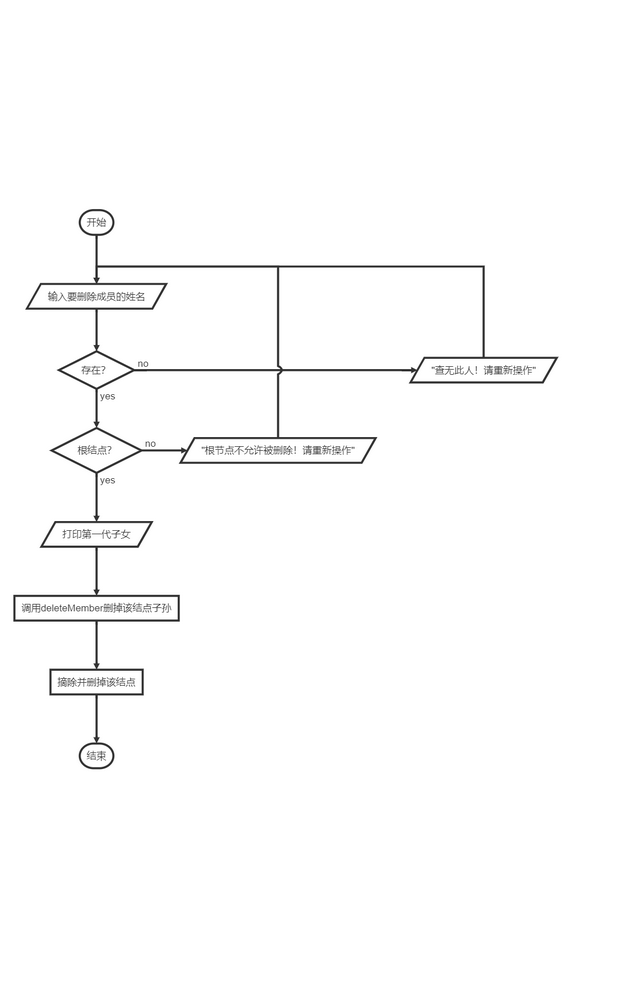 开始
输入要删除成员的姓名
存在?
no
"查无此人！请重新操作"
yes
根结点?
no
"根节点不允许被删除！请重新操作"
yes
打印第一代子女
调用deleteMember删掉该结点子孙
摘除并删掉该结点
结束